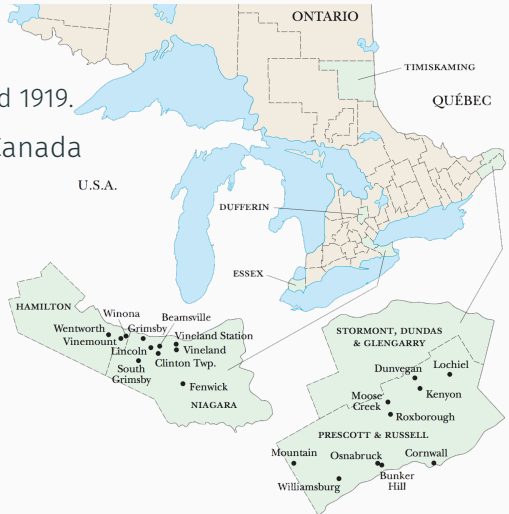 ONTARIO
TIMISKAMING
d 1919.
QUÉBEC
Canada
U.S.A.
DUFFERIN
ESSEX
HAMILTON
Winona
Beamsville
Wentworth
Grimsby
Vineland Station
Vinemount
Lincoln
Vineland
Clinton Twp.
South
Grimsby
Fenwick
NIAGARA
STORMONT, DUNDAS
& GLENGARRY
Dunvegan
Lochiel
Moose
Creek
Kenyon
Roxborough
PRESCOTT & RUSSELL
Mountain
Osnabruck
Cornwall
Williamsburg
Bunker
Hill